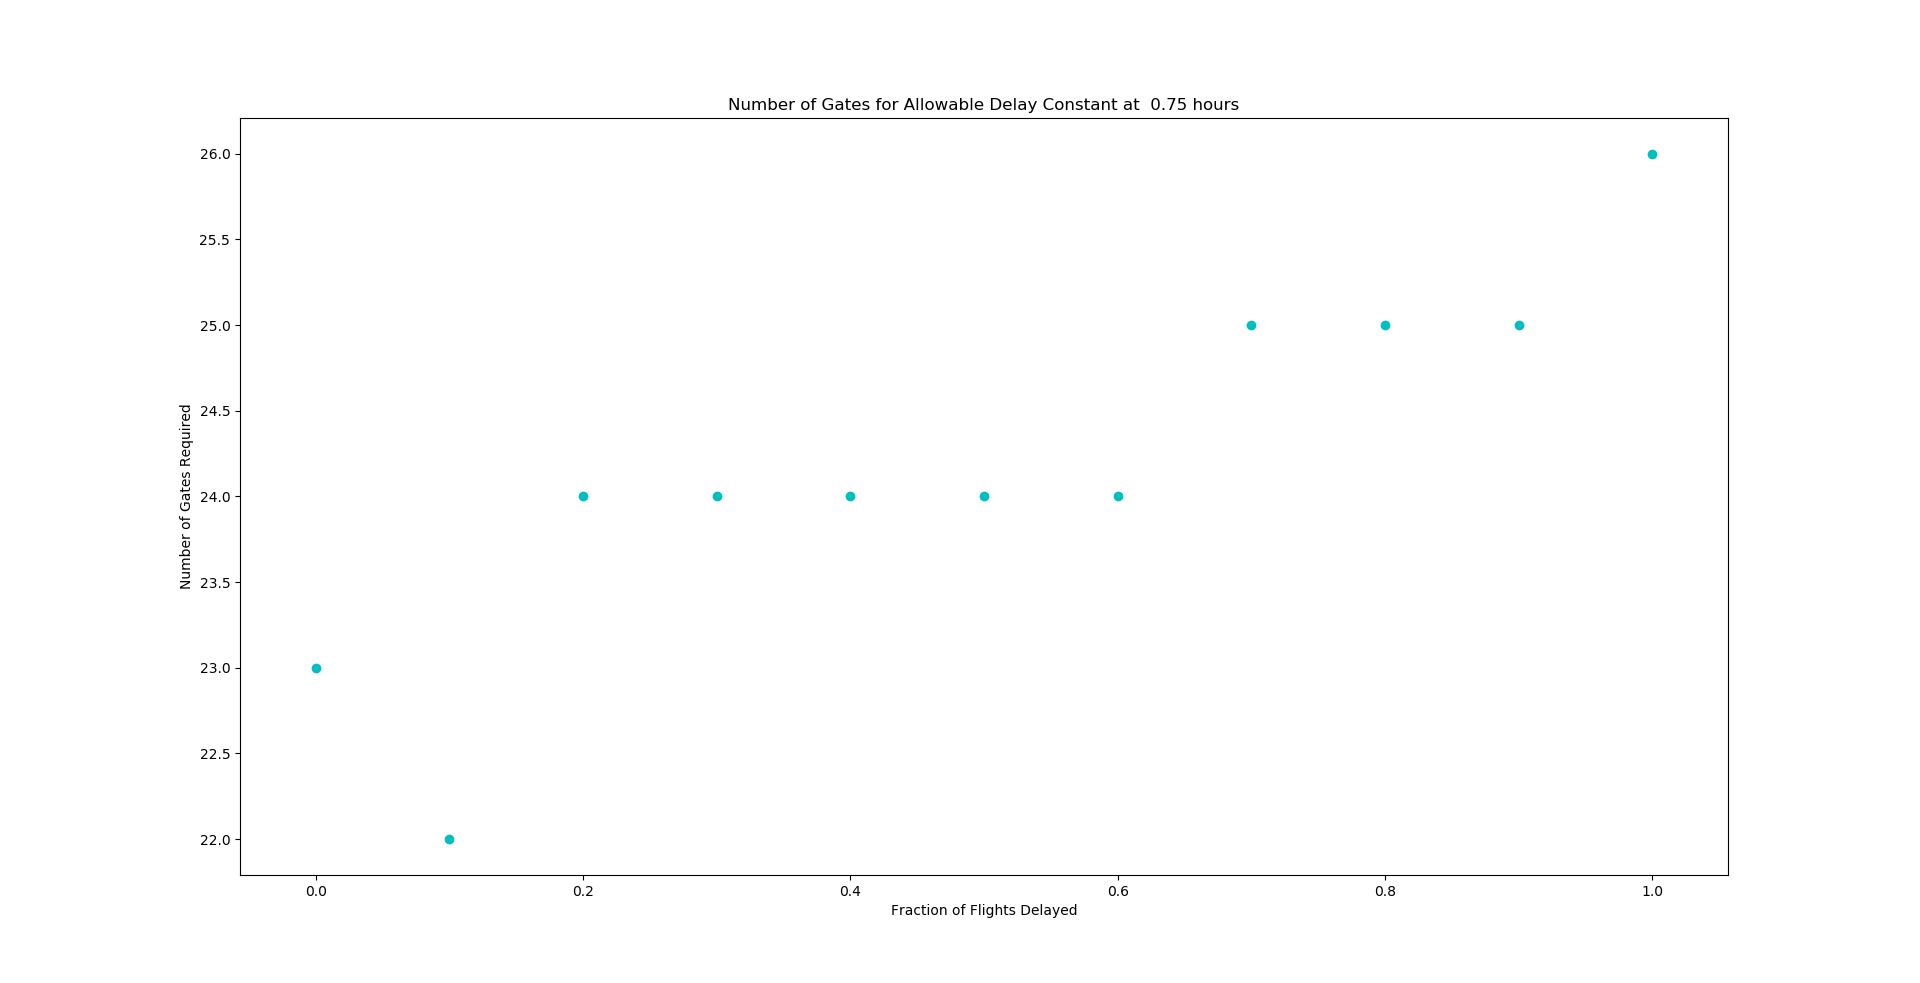 Number of Gates for Allowable Delay Constant at  0.75 hours
26.0
25.5
25.0
24.5
24.0
23.5
23.0
22.5
22.0
Number of Gates Required
0.0 0.2 0.4 0.6 0.8 1.0
Fraction of Flights Delayed